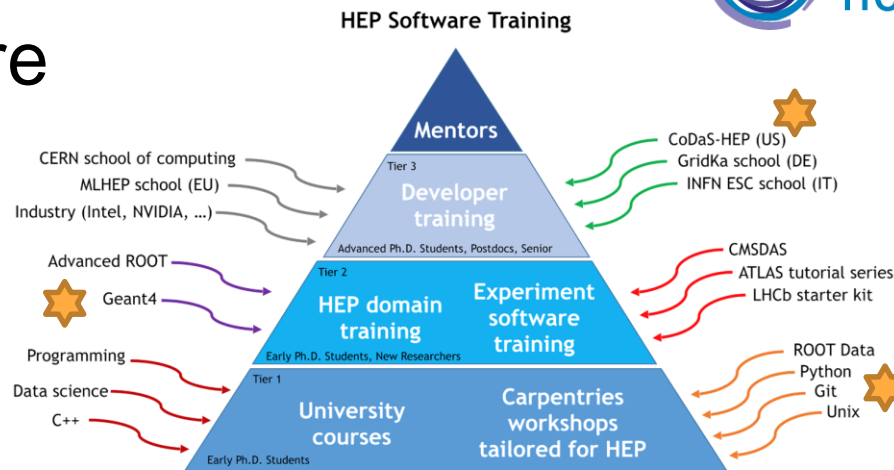 HEP Software Training
re
Mentors
CERN school of computing
MLHEP school (EU)
Industry (Intel, NVIDIA, ...)
Tier 3
Developer
training
Advanced Ph.D. Students, Postdocs, Senior
CoDaS-HEP (US)
GridKa school (DE)
INFN ESC school (IT)
Advanced ROOT
Geant4
Tier 2
HEP domain
training
Early Ph.D. Students, New Researchers
Experiment
software
training
CMSDAS
ATLAS tutorial series
LHCb starter kit
Programming
Data science
C++
Tier 1
University
courses
Early Ph.D. Students
Carpentries
workshops
tailored for HEP
ROOT Data
Python
Git
Unix